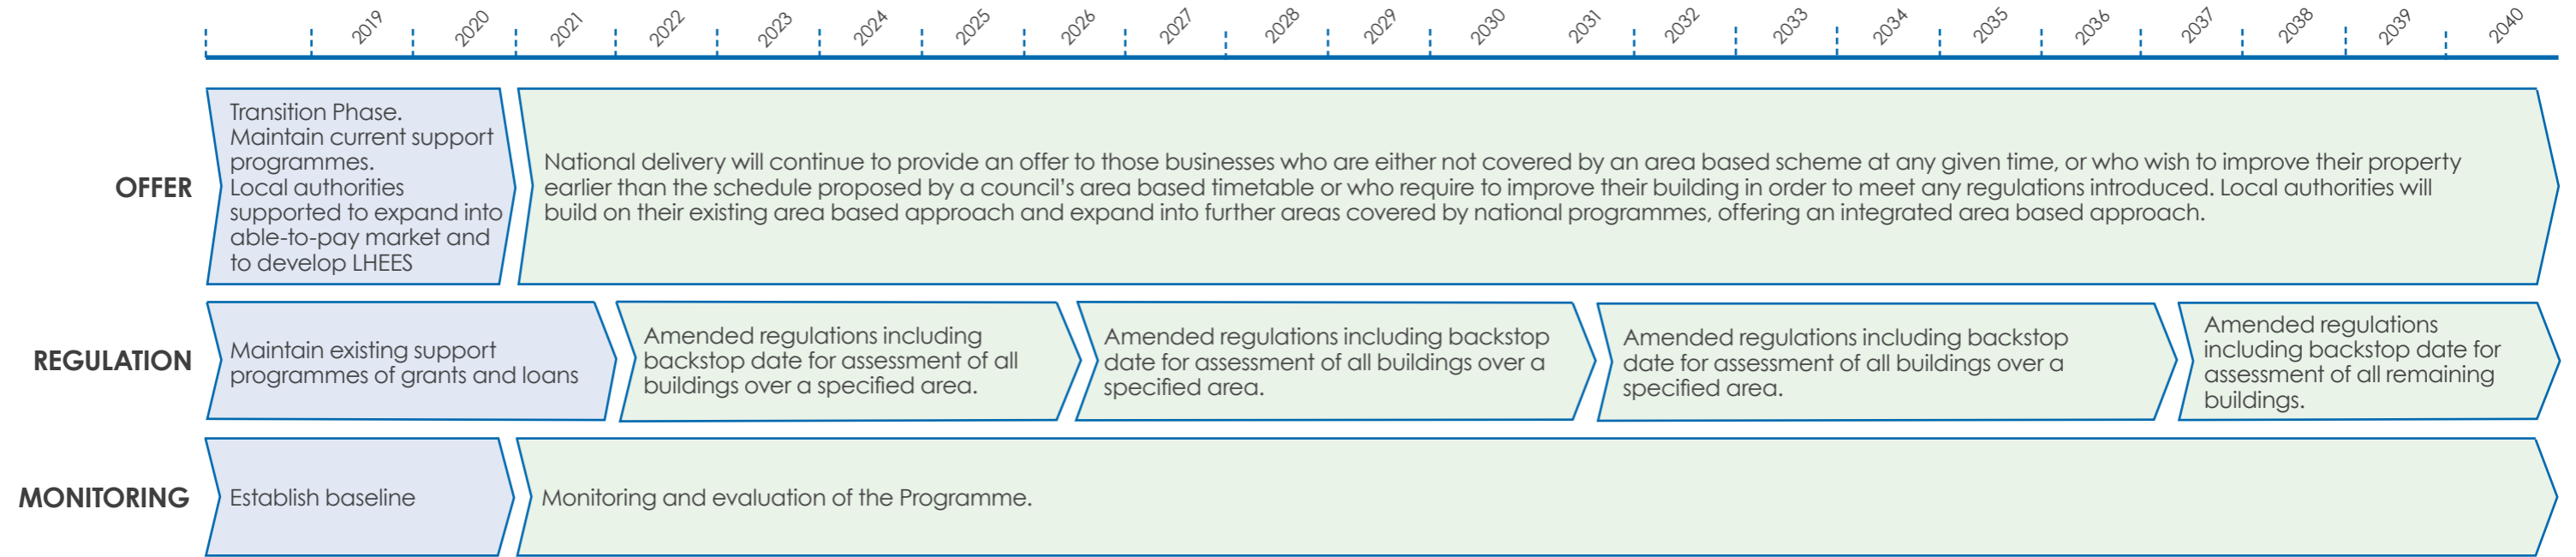 2019 2020 2021 2022 2023 2024 2025 2026 2027 2028 2029 2030 2031 2032 2033 2034 2035 2036 2037 2038 2039 2040
OFFER
Transition Phase.
Maintain current support
programmes.
Local authorities
supported to expand into
able-to-pay market and
to develop LHEES
National delivery will continue to provide an offer to those businesses who are either not covered by an area based scheme at any given time, or who wish to improve their property
earlier than the schedule proposed by a council's area based timetable or who require to improve their building in order to meet any regulations introduced. Local authorities will
build on their existing area based approach and expand into further areas covered by national programmes, offering an integrated area based approach.
REGULATION
Maintain existing support
programmes of grants and loans
Amended regulations including
backstop date for assessment of all
buildings over a specified area.
Amended regulations including backstop
date for assessment of all buildings over a
specified area.
Amended regulations including backstop
date for assessment of all buildings over a
specified area.
Amended regulations
including backstop date for
assessment of all remaining
buildings.
MONITORING
Establish baseline
Monitoring and evaluation of the Programme.